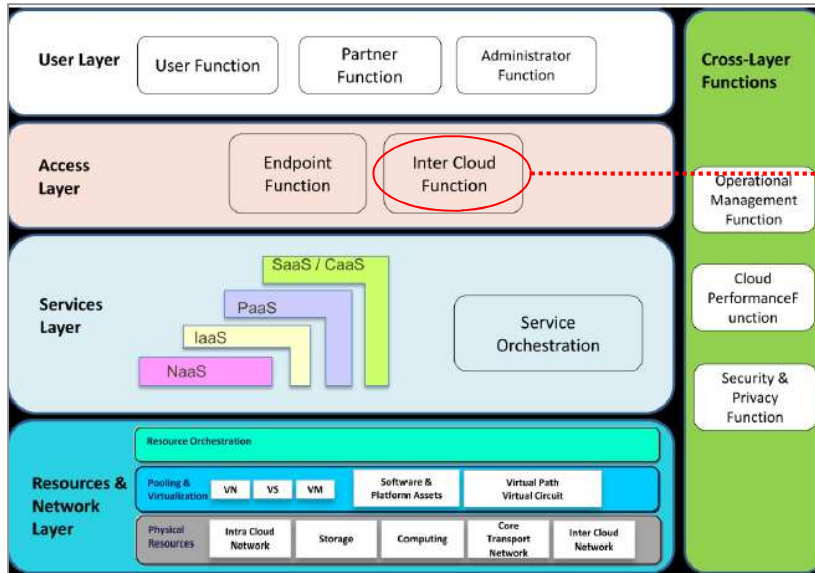 User Layer
User Function
Partner
Function
Administrator
Function
Cross-Layer
Functions
Access
Layer
Endpoint
Function
Inter Cloud
Function
Operational
Management
Function
Services
Layer
SaaS / CaaS
PaaS
IaaS
NaaS
Service
Orchestration
Cloud
PerformanceF
unction
Security &
Privacy
Function
Resources &
Network
Layer
Resource Orchestration
Pooling &
Virtualization
VN
VS
VM
Software &
Platform Assets
Virtual Path
Virtual Circuit
Physical
Resources
Intra Cloud
Network
Storage
Computing
Core
Transport
Network
Inter Cloud
Network